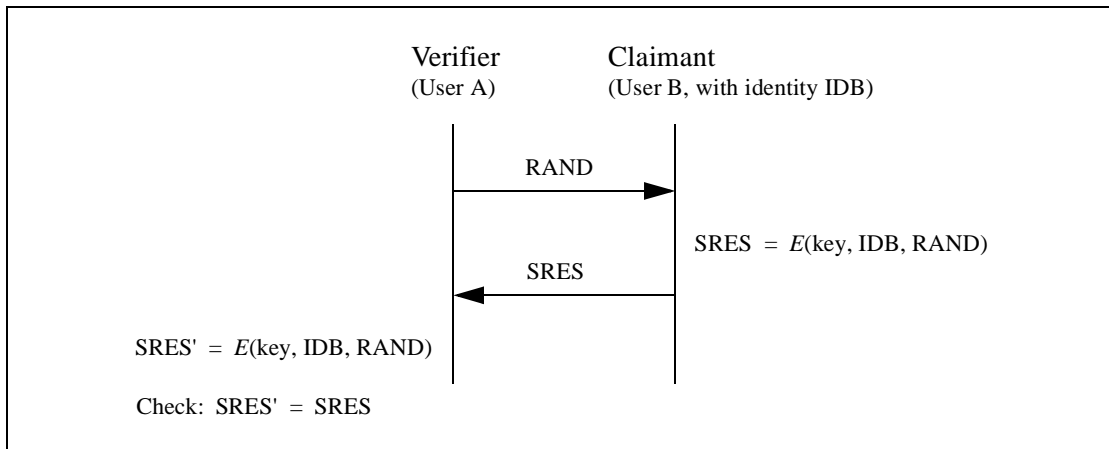 Verifier
(User A)
Claimant
(User B, with identity IDB)
RAND
SRES = E(key, IDB, RAND)
SRES
SRES' = E(key, IDB, RAND)
Check: SRES' = SRES